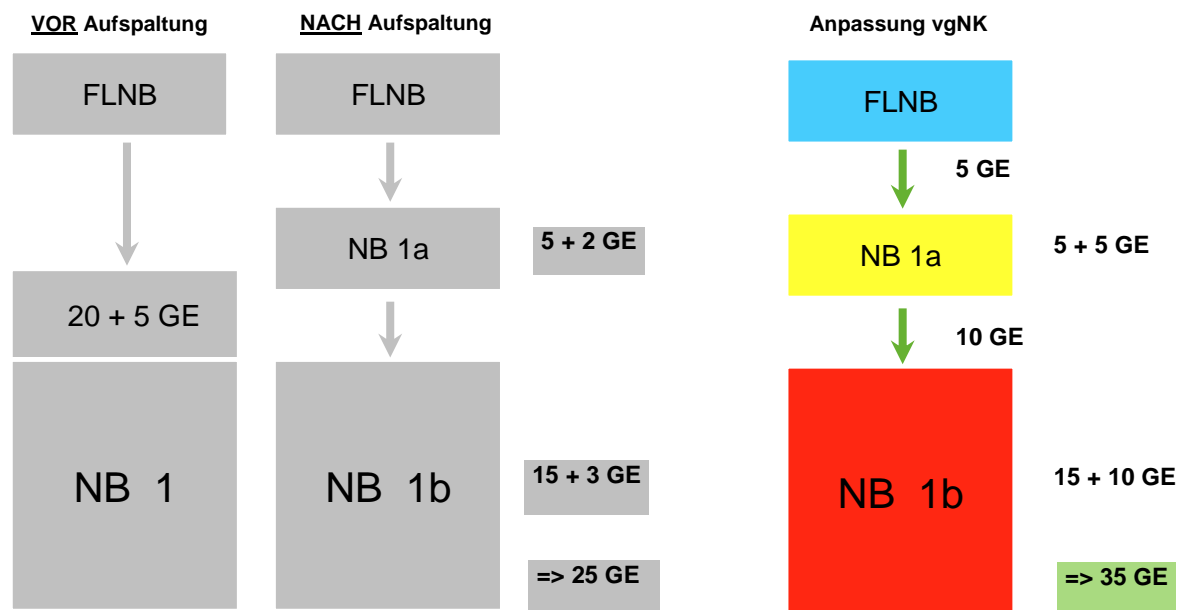 VOR Aufspaltung
NACH Aufspaltung
Anpassung vgNK
FLNB
FLNB
FLNB
5 GE
NB 1a
5 + 2 GE
NB 1a
5 + 5 GE
20 + 5 GE
10 GE
NB 1
NB 1b
15 + 3 GE
NB 1b
15 + 10 GE
=> 25 GE
=> 35 GE